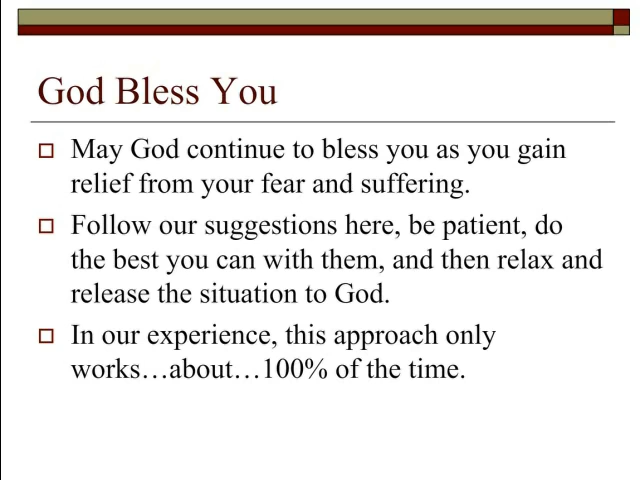 God Bless You
May God continue to bless you as you gain
relief from your fear and suffering.
Follow our suggestions here, be patient, do
the best you can with them, and then relax and
release the situation to God.
In our experience, this approach only
works…about…100% of the time.